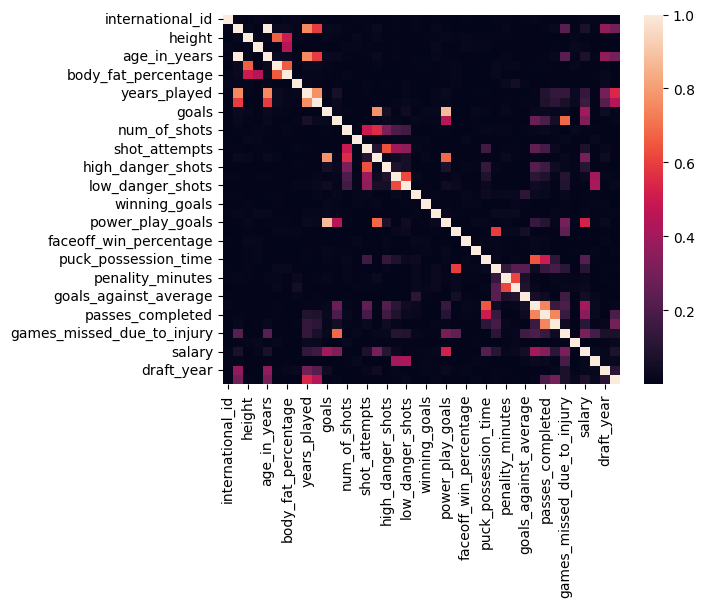 international_id
height
age_in_years
body_fat_percentage
years_played
goals
num_of_shots
shot_attempts
high_danger_shots
low_danger_shots
winning_goals
power_play_goals
faceoff_win_percentage
puck_possession_time
penality_minutes
goals_against_average
passes_completed
games_missed_due_to_injury
salary
draft_year
1.0
0.8
0.6
0.4
0.2
international_id
height
age_in_years
body_fat_percentage
years_played
goals
num_of_shots
shot_attempts
high_danger_shots
low_danger_shots
winning_goals
power_play_goals
faceoff_win_percentage
puck_possession_time
penality_minutes
goals_against_average
passes_completed
games_missed_due_to_injury
salary
draft_year